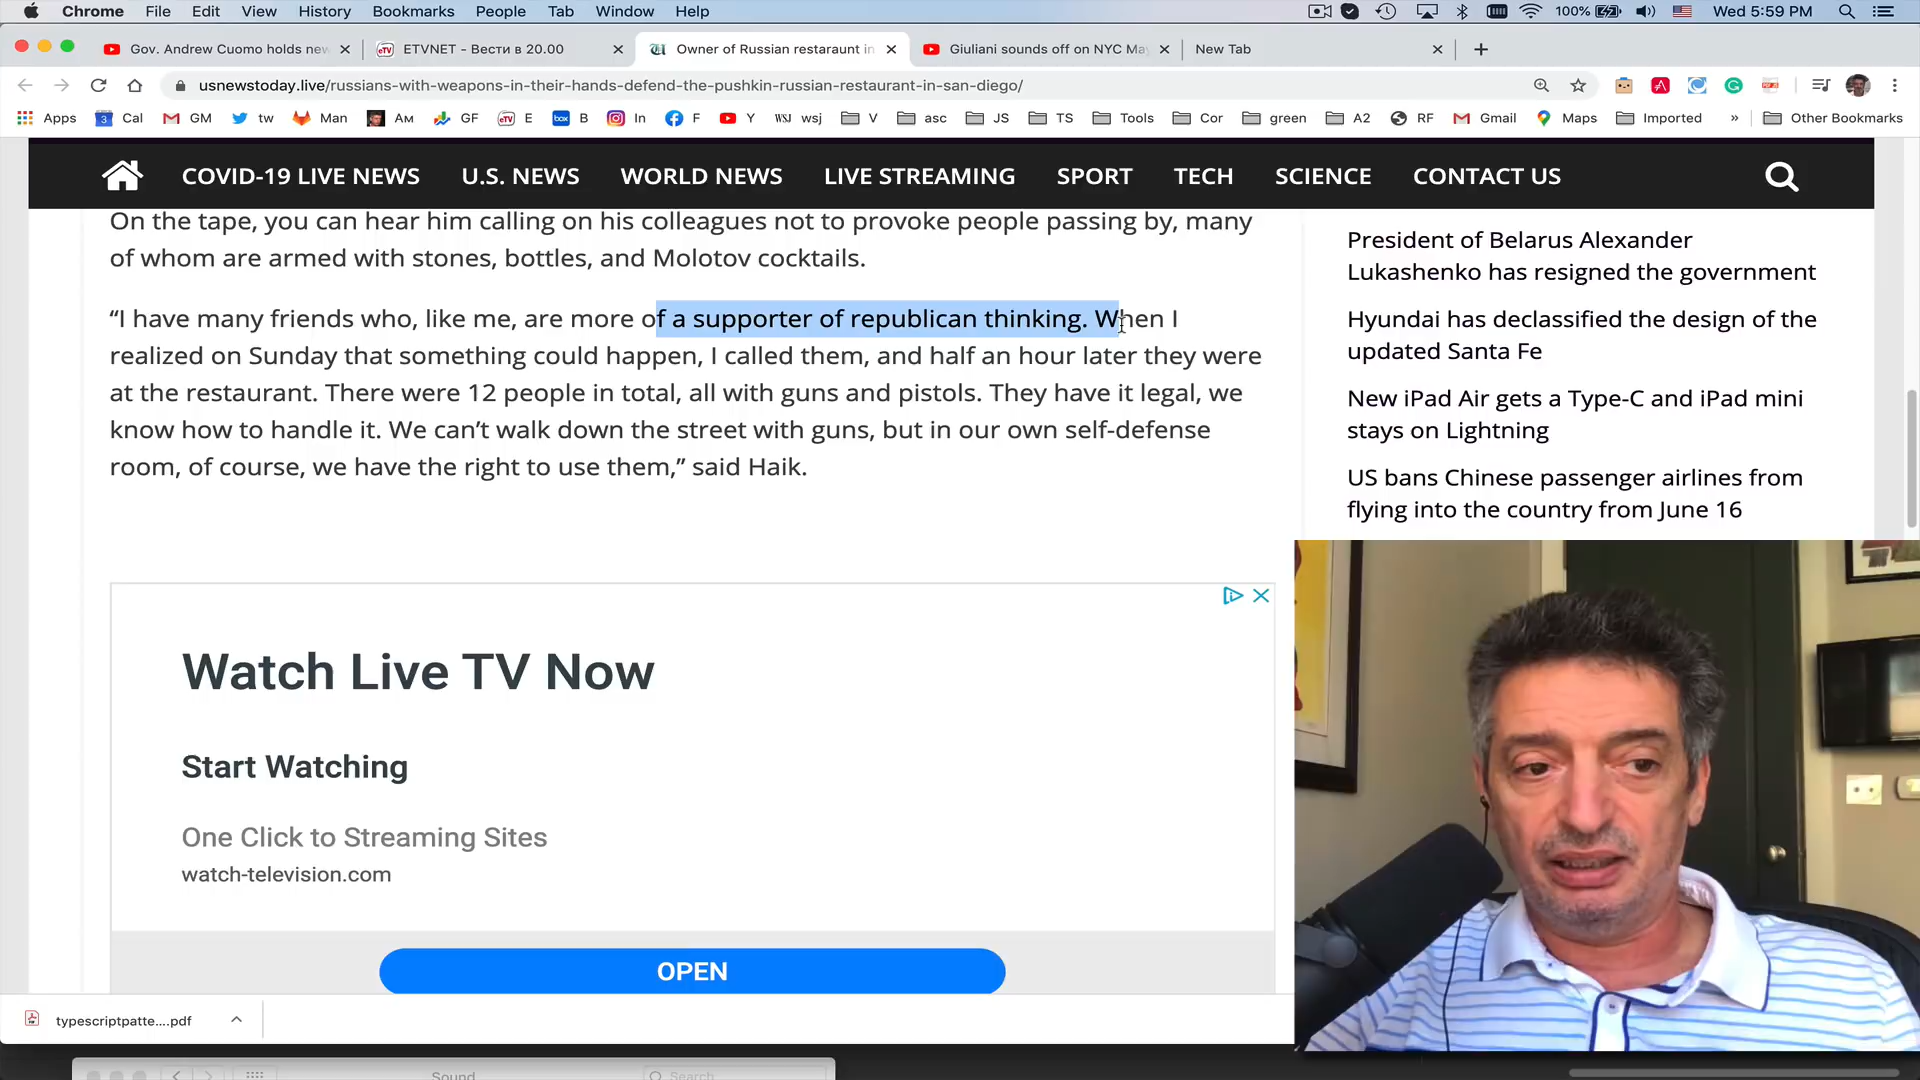 Chrome File Edit View History Bookmarks People Tab Window Help 100% Wed 5:59 PM
Gov. Andrew Cuomo holds new ETVNET - Вести в 20.00 Owner of Russian restaraunt in Giuliani sounds off on NYC Ma New Tab
usnewstoday.live/russians-with-weapons-in-their-hands-defend-the-pushkin-russian-restaurant-in-san-diego/
Apps Cal GM tw Man Ам GF E B In F Y wsj V asc JS TS Tools Cor green A2 RF Gmail Maps Imported » Other Bookmarks
COVID-19 LIVE NEWS U.S. NEWS WORLD NEWS LIVE STREAMING SPORT TECH SCIENCE CONTACT US
On the tape, you can hear him calling on his colleagues not to provoke people passing by, many
of whom are armed with stones, bottles, and Molotov cocktails.
“I have many friends who, like me, are more of a supporter of republican thinking. When I
realized on Sunday that something could happen, I called them, and half an hour later they were
at the restaurant. There were 12 people in total, all with guns and pistols. They have it legal, we
know how to handle it. We can’t walk down the street with guns, but in our own self-defense
room, of course, we have the right to use them,” said Haik.
President of Belarus Alexander
Lukashenko has resigned the government
Hyundai has declassified the design of the
updated Santa Fe
New iPad Air gets a Type-C and iPad mini
stays on Lightning
US bans Chinese passenger airlines from
flying into the country from June 16
Watch Live TV Now
Start Watching
One Click to Streaming Sites
watch-television.com
OPEN
typescriptpatte....pdf
Sound Search